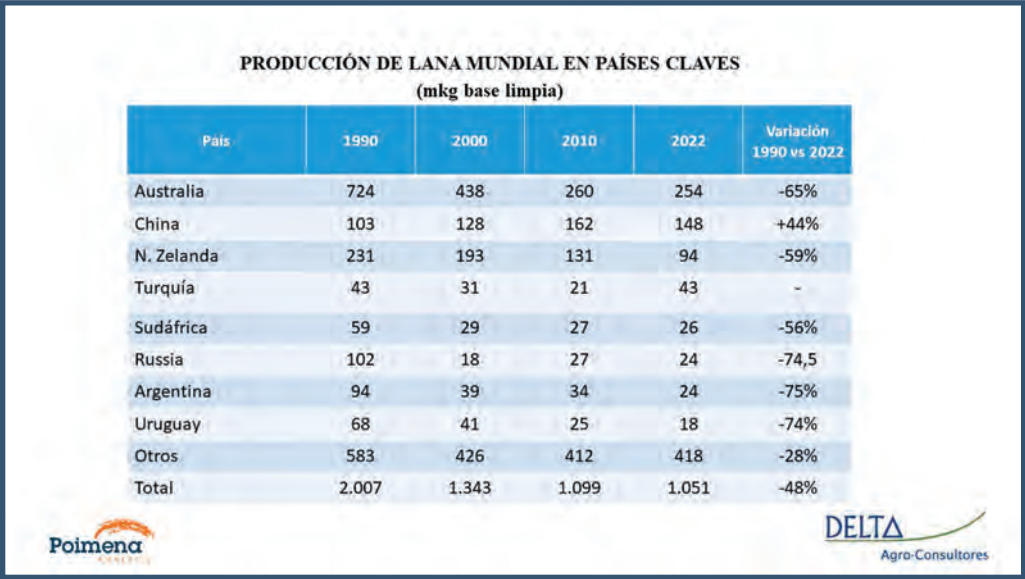 PRODUCCIÓN DE LANA MUNDIAL EN PAÍSES CLAVES
(mkg base limpia)
País 1990 2000 2010 2022 Variación 1990 vs 2022
Australia 724 438 260 254 -65%
China 103 128 162 148 +44%
N. Zelanda 231 193 131 94 -59%
Turquía 43 31 21 43 -
Sudáfrica 59 29 27 26 -56%
Russia 102 18 27 24 -74,5
Argentina 94 39 34 24 -75%
Uruguay 68 41 25 18 -74%
Otros 583 426 412 418 -28%
Total 2.007 1.343 1.099 1.051 -48%
Poimena
DELTA
Agro-Consultores